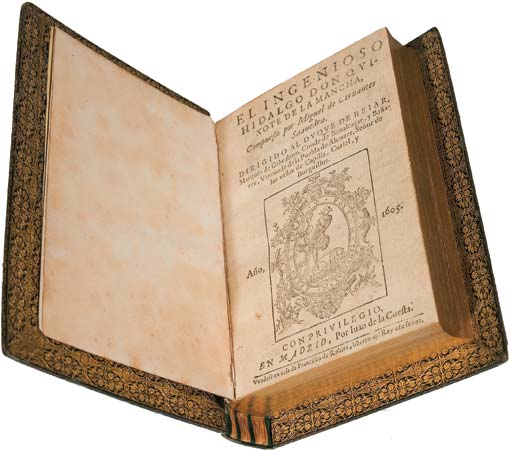 EL INGENIOSO
HIDALGO DON QVI-
XOTE DE LA MANCHA,
Compuesto por Miguel de Ceruantes
Saauedra.
DIRIGIDO AL DVQVE DE BEIAR,
Marques de Gibraleon, Conde de Benalcaçar, y Baña-
res, Vizconde de la Puebla de Alcozer, Señor de
las villas de Capilla, Curiel, y
Burguillos.
Año, 1605.
CON PRIVILEGIO,
EN MADRID, Por Iuan de la Cuesta.
Vendese en casa de Francisco de Robles, librero del Rey nřo señor.